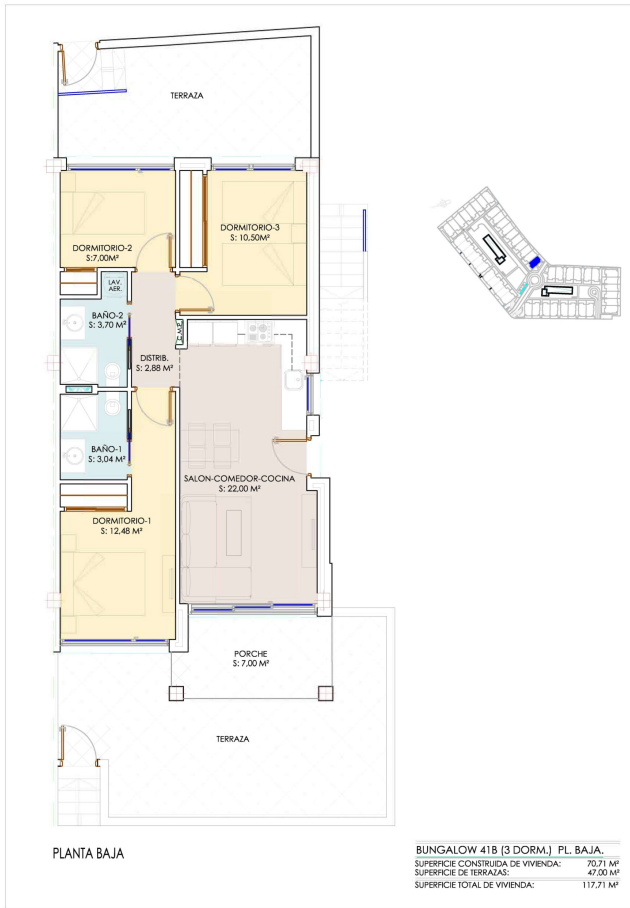 TERRAZA
DORMITORIO-2
S:7,00M²
DORMITORIO-3
S: 10,50M²
LAV.
AER.
BAÑO-2
S: 3,70 M²
C.M.P.
DISTRIB.
S: 2,88 M²
BAÑO-1
S: 3,04 M²
SALON-COMEDOR-COCINA
S: 22,00 M²
DORMITORIO-1
S: 12,48 M²
PORCHE
S: 7,00 M²
TERRAZA
PLANTA BAJA
BUNGALOW 41B (3 DORM.) PL. BAJA.
SUPERFICIE CONSTRUIDA DE VIVIENDA: 70,71 M²
SUPERFICIE DE TERRAZAS: 47,00 M²
SUPERFICIE TOTAL DE VIVIENDA: 117,71 M²